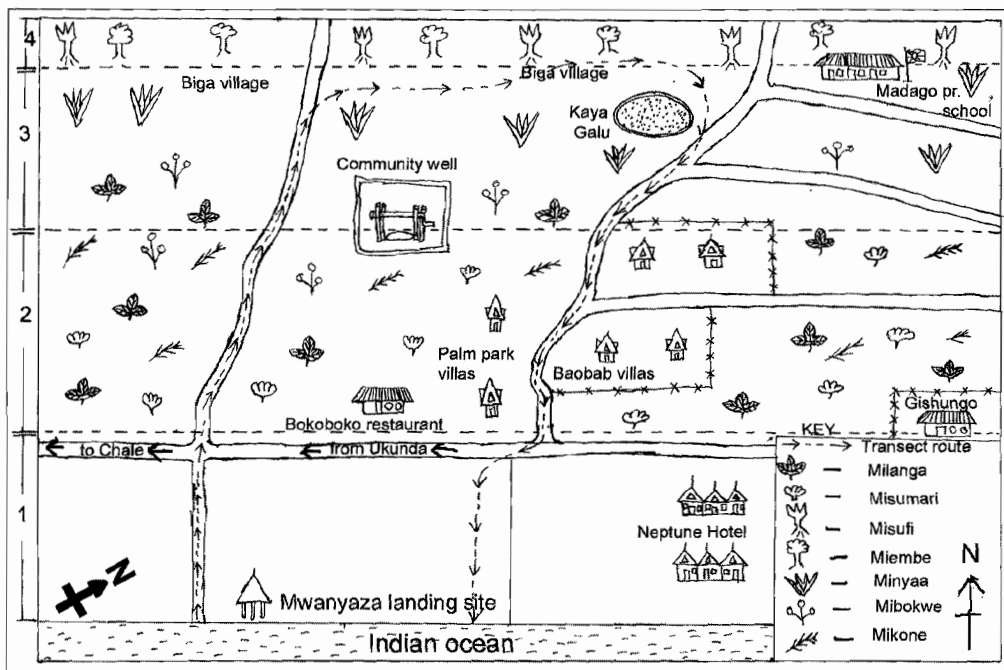 4
Biga village
Biga village
Madago pr.
school
3
Kaya
Galu
Community well
2
Palm park
villas
Baobab villas
Bokoboko restaurant
Gishungo
to Chale
from Ukunda
KEY
Transect route
Milanga
Misumari
Misufi
Miembe
Minyaa
Mibokwe
Mikone
N
1
Neptune Hotel
N
Mwanyaza landing site
Indian ocean